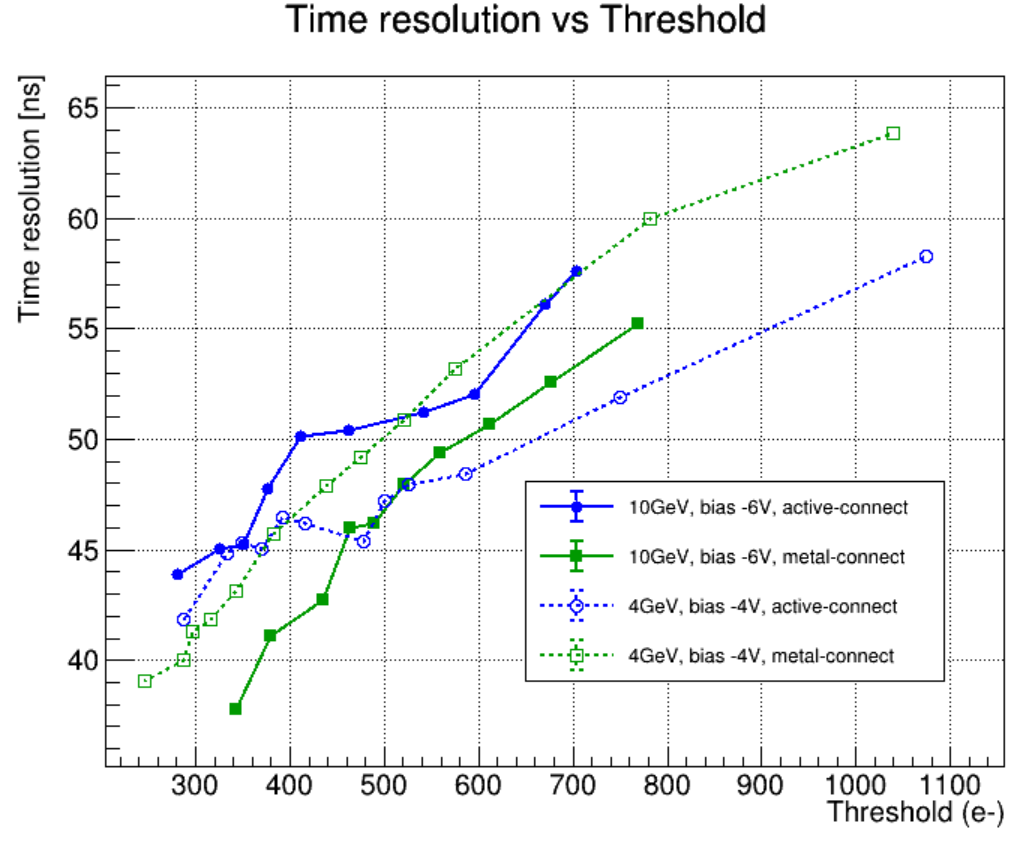 Time resolution vs Threshold
Time resolution [ns]
65
60
55
50
45
40
10GeV, bias -6V, active-connect
10GeV, bias -6V, metal-connect
4GeV, bias -4V, active-connect
4GeV, bias -4V, metal-connect
300 400 500 600 700 800 900 1000 1100
Threshold (e-)